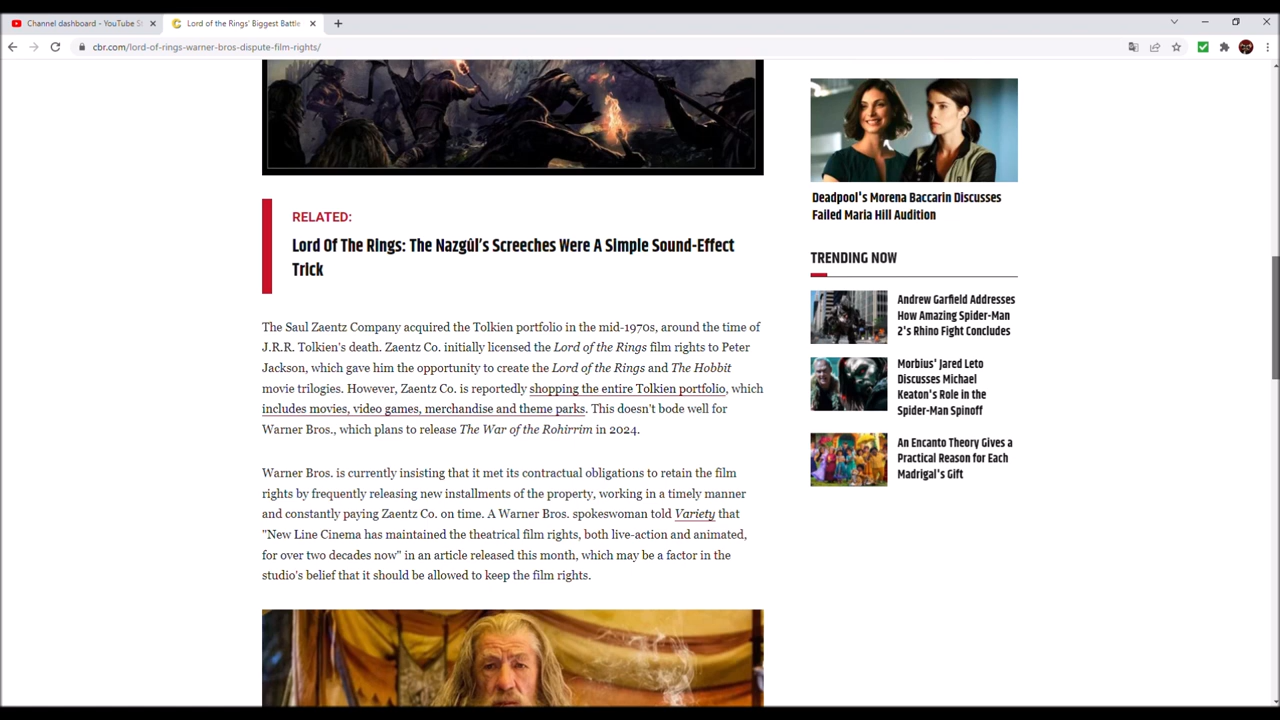 Channel dashboard - YouTube St
Lord of the Rings' Biggest Battle
cbr.com/lord-of-rings-warner-bros-dispute-film-rights/
RELATED:
Lord Of The Rings: The Nazgûl's Screeches Were A Simple Sound-Effect
Trick
The Saul Zaentz Company acquired the Tolkien portfolio in the mid-1970s, around the time of
J.R.R. Tolkien's death. Zaentz Co. initially licensed the Lord of the Rings film rights to Peter
Jackson, which gave him the opportunity to create the Lord of the Rings and The Hobbit
movie trilogies. However, Zaentz Co. is reportedly shopping the entire Tolkien portfolio, which
includes movies, video games, merchandise and theme parks. This doesn't bode well for
Warner Bros., which plans to release The War of the Rohirrim in 2024.
Warner Bros. is currently insisting that it met its contractual obligations to retain the film
rights by frequently releasing new installments of the property, working in a timely manner
and constantly paying Zaentz Co. on time. A Warner Bros. spokeswoman told Variety that
"New Line Cinema has maintained the theatrical film rights, both live-action and animated,
for over two decades now" in an article released this month, which may be a factor in the
studio's belief that it should be allowed to keep the film rights.
Deadpool's Morena Baccarin Discusses
Failed Maria Hill Audition
TRENDING NOW
Andrew Garfield Addresses
How Amazing Spider-Man
2's Rhino Fight Concludes
Morbius' Jared Leto
Discusses Michael
Keaton's Role in the
Spider-Man Spinoff
An Encanto Theory Gives a
Practical Reason for Each
Madrigal's Gift